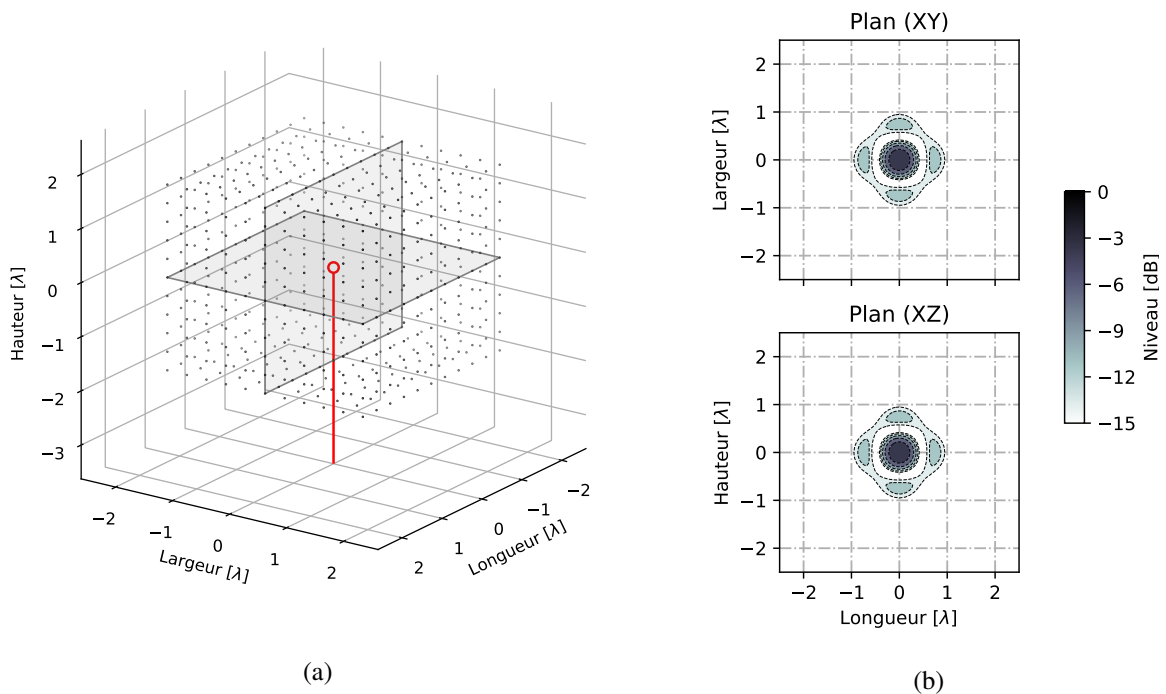 2
1
0
−1
−2
−3
Hauteur [λ]
−2
−1
0
1
2
Largeur [λ]
2
1
0
−1
−2
Longueur [λ]
(a)
Plan (XY)
2
1
0
−1
−2
Largeur [λ]
Plan (XZ)
2
1
0
−1
−2
Hauteur [λ]
−2 −1 0 1 2
Longueur [λ]
0
−3
−6
−9
−12
−15
Niveau [dB]
(b)